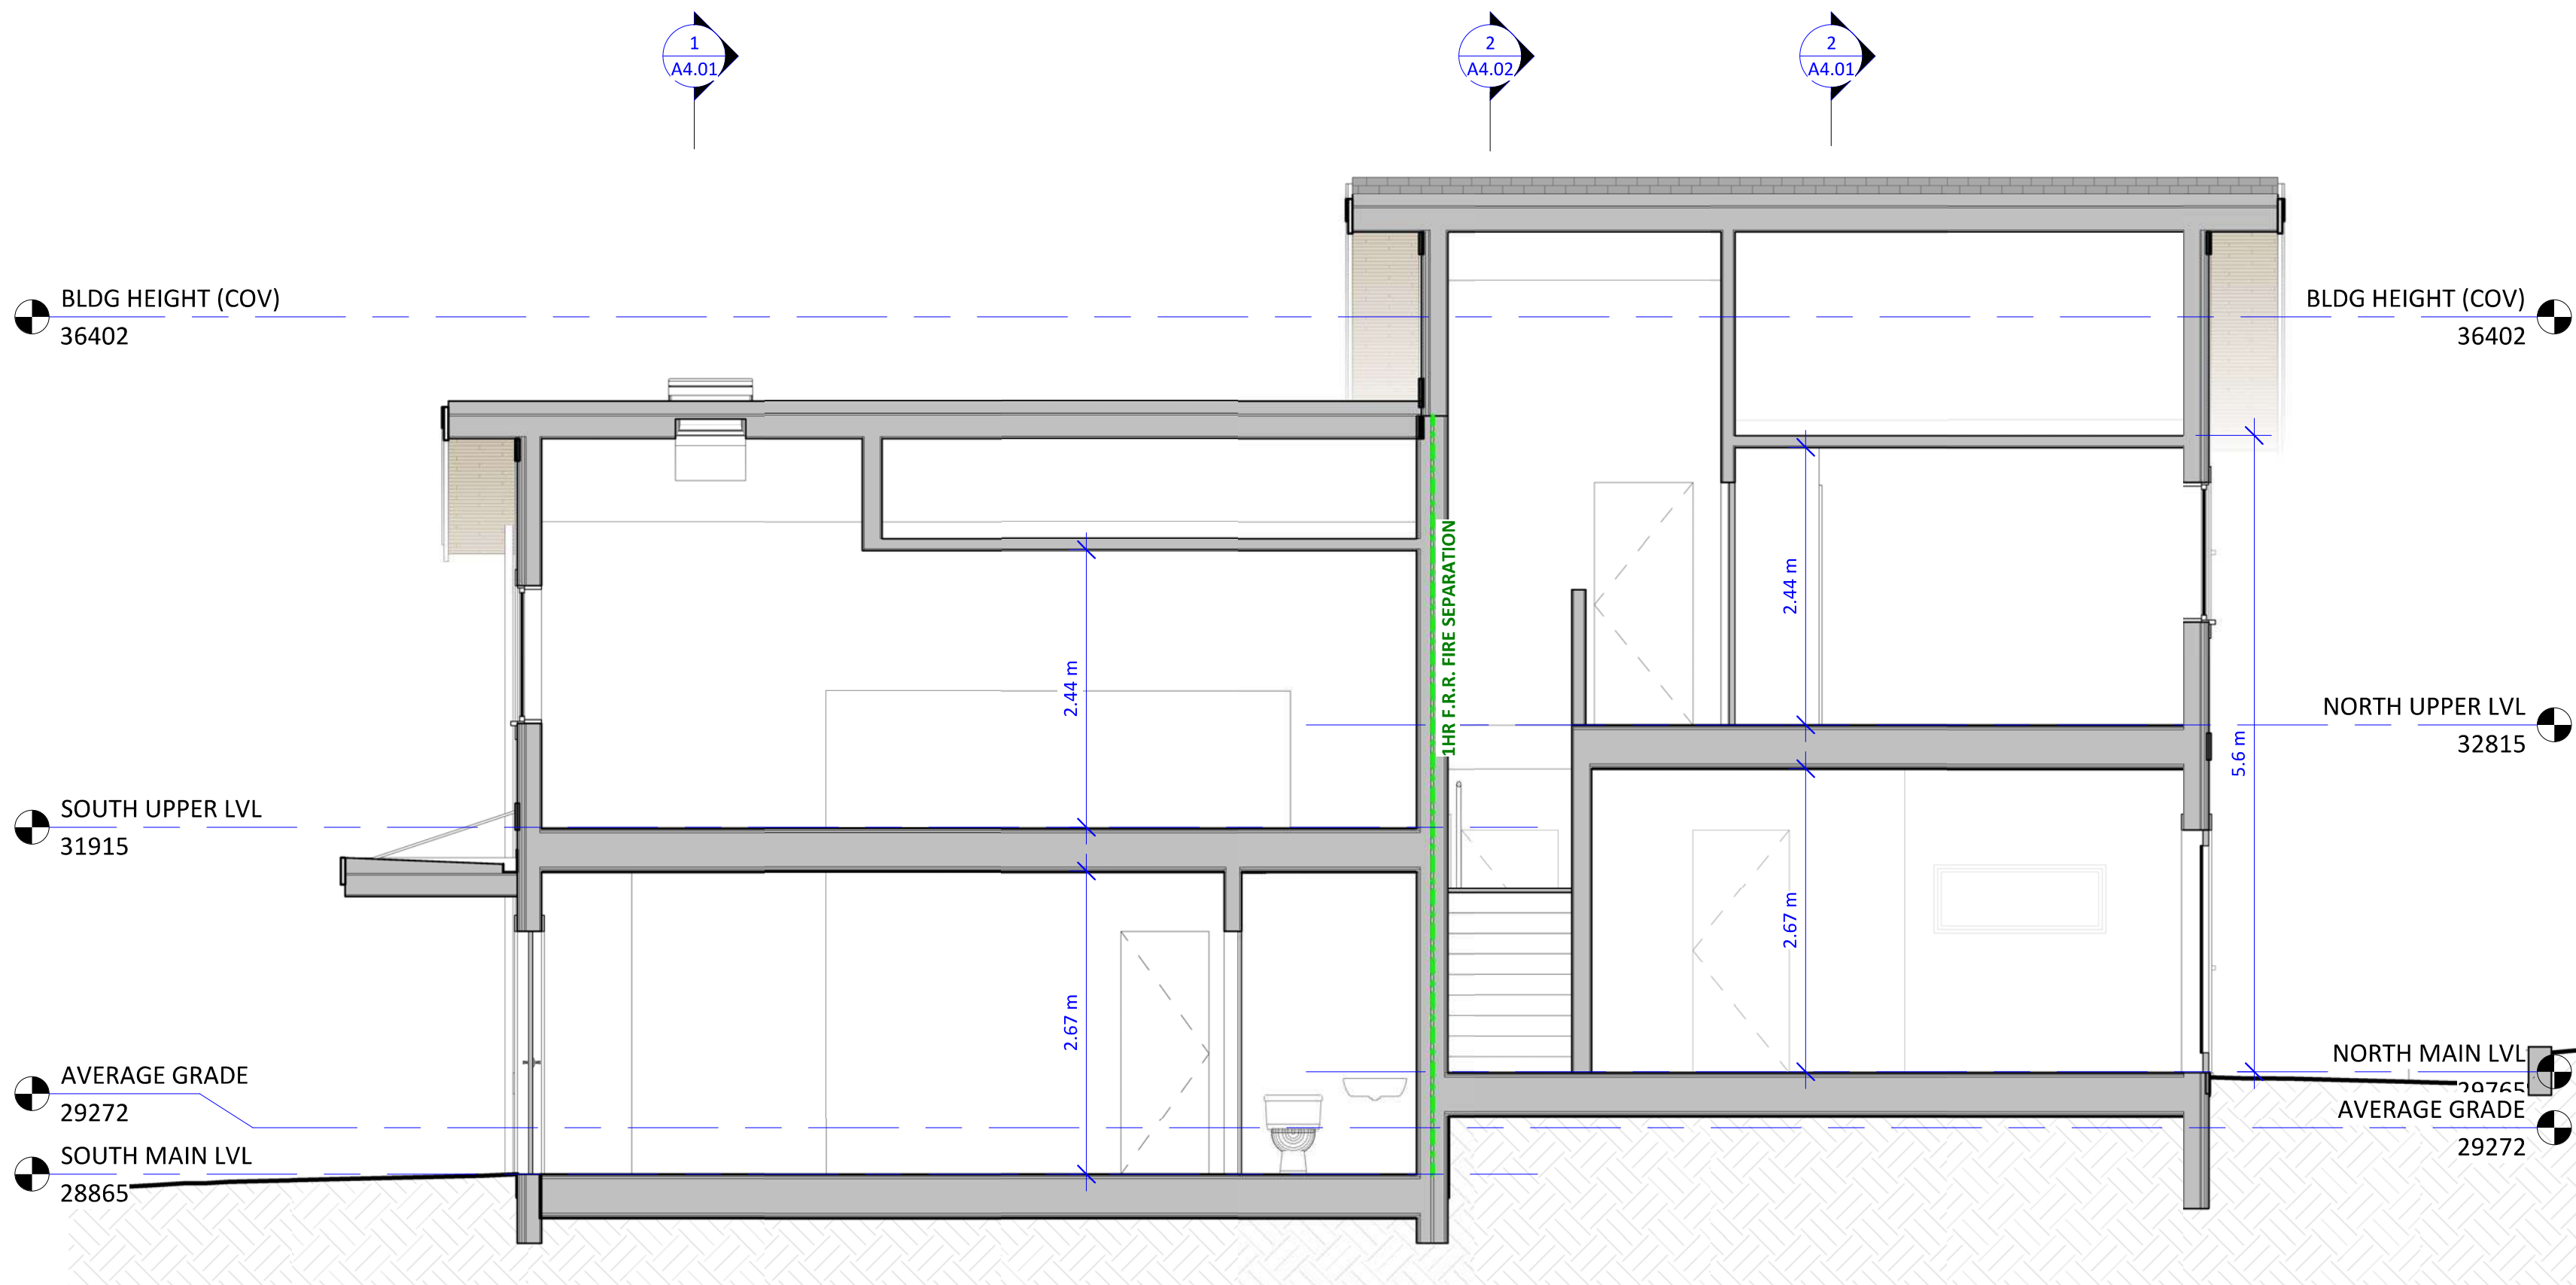 1
A4.01
2
A4.02
2
A4.01
BLDG HEIGHT (COV)
36402
BLDG HEIGHT (COV)
36402
1HR F.R.R. FIRE SEPARATION
2.44 m
2.44 m
NORTH UPPER LVL
32815
5.6 m
SOUTH UPPER LVL
31915
2.67 m
2.67 m
NORTH MAIN LVL
29765
AVERAGE GRADE
29272
AVERAGE GRADE
29272
SOUTH MAIN LVL
28865